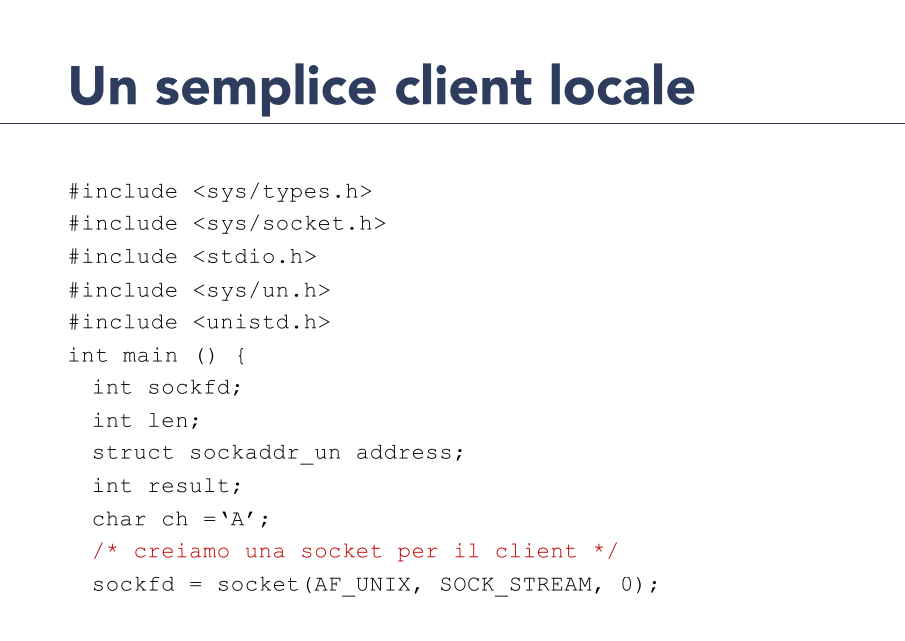 Un semplice client locale
#include <sys/types.h>
#include <sys/socket.h>
#include <stdio.h>
#include <sys/un.h>
#include <unistd.h>
int main () {
int sockfd;
int len;
struct sockaddr_un address;
int result;
char ch =‘A’;
/* creiamo una socket per il client */
sockfd = socket(AF_UNIX, SOCK_STREAM, 0);